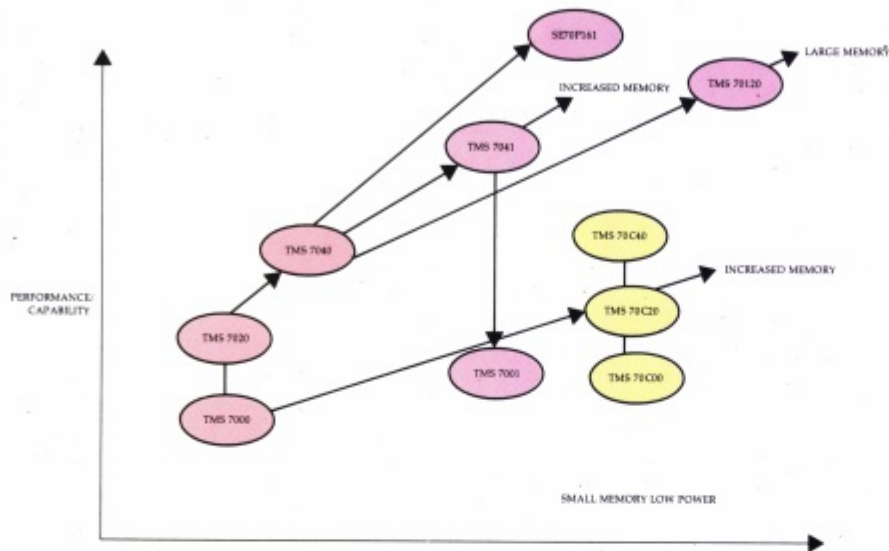 SE70P161
LARGE MEMORY
TMS 70120
INCREASED MEMORY
TMS 7041
TMS 70C40
TMS 7040
INCREASED MEMORY
PERFORMANCE/
CAPABILITY
TMS 70C20
TMS 7020
TMS 7001
TMS 70C00
TMS 7000
SMALL MEMORY LOW POWER